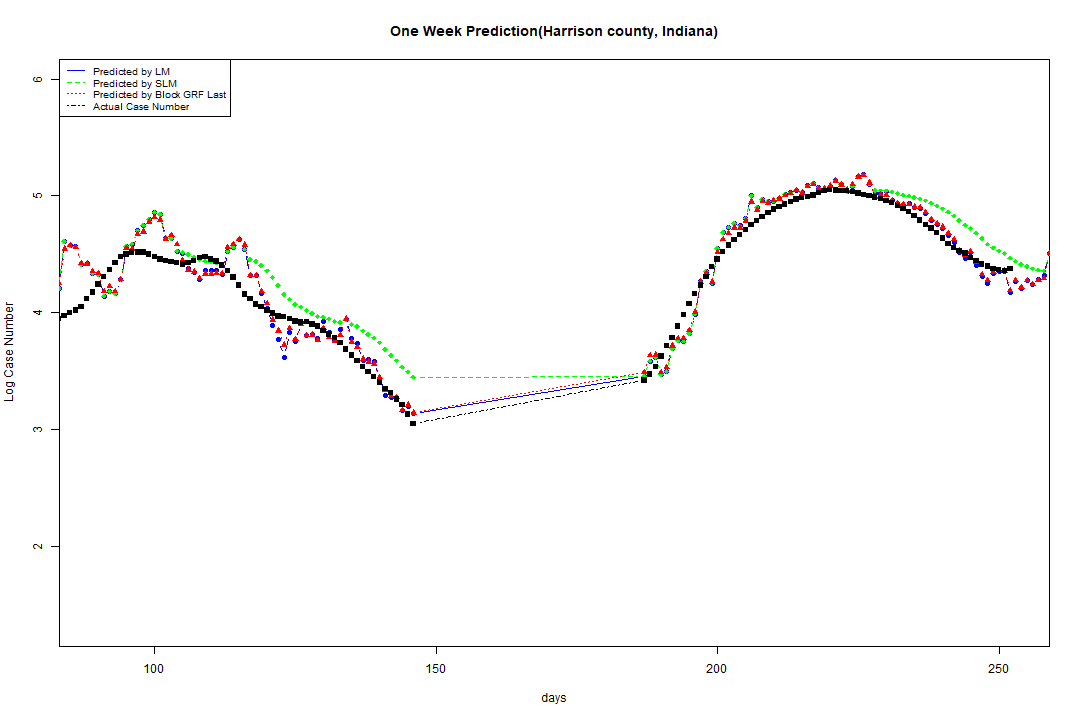 One Week Prediction(Harrison county, Indiana)
Predicted by LM
Predicted by SLM
Predicted by Block GRF Last
Actual Case Number
6
5
4
3
2
Log Case Number
100 150 200 250
days